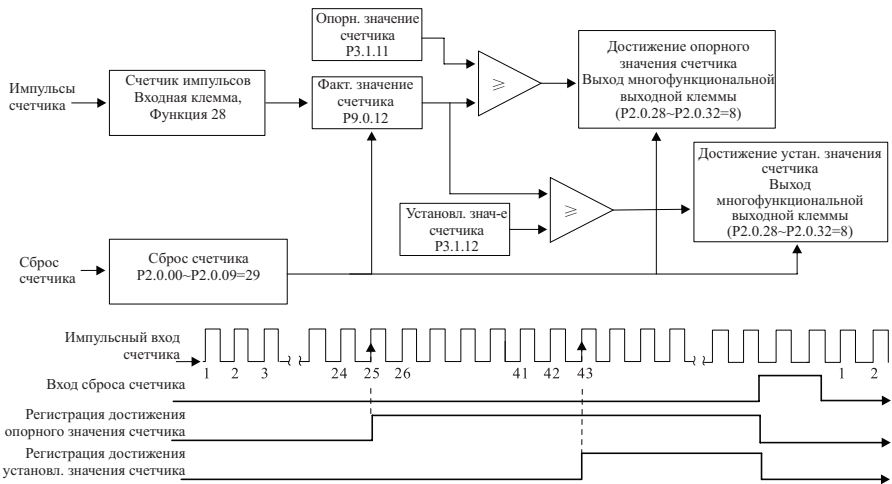 Опорн. значение
счетчика
P3.1.11
Достижение опорного
значения счетчика
Выход многофункциональной
выходной клеммы
(P2.0.28~P2.0.32=8)
Импульсы
счетчика
Счетчик импульсов
Входная клемма,
Функция 28
Факт. значение
счетчика
P9.0.12
≥
Достижение устан. значения
счетчика
Выход
многофункциональной
выходной клеммы
(P2.0.28~P2.0.32=8)
Установл. знач-е
счетчика
P3.1.12
≥
Сброс
счетчика
Сброс счетчика
P2.0.00~P2.0.09=29
Импульсный вход
счетчика
1 2 3 24 25 26 41 42 43 1 2
Вход сброса счетчика
Регистрация достижения
опорного значения счетчика
Регистрация достижения
установл. значения счетчика